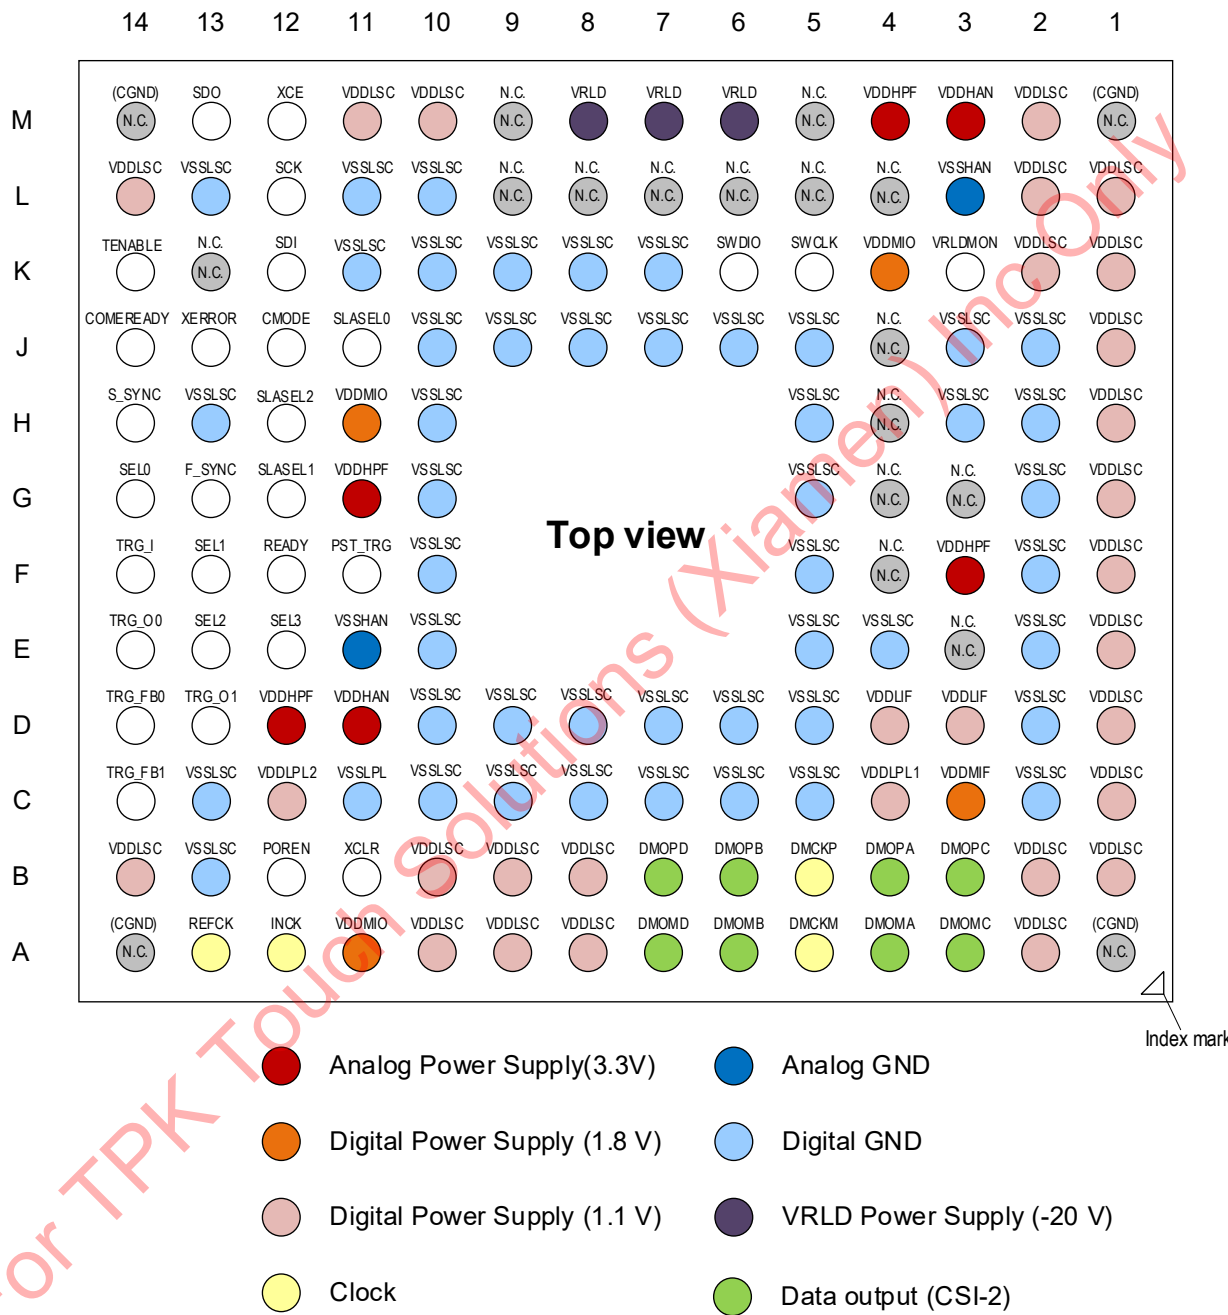 14 13 12 11 10 9 8 7 6 5 4 3 2 1
(CGND) SDO XCE VDDLSC VDDLSC N.C. VRLD VRLD VRLD N.C. VDDHPF VDDHAN VDDLSC (CGND)
M N.C. N.C.
VDDLSC VSSLSC SCK VSSLSC VSSLSC N.C. N.C. N.C. N.C. N.C. N.C. VSSHAN VDDLSC VDDLSC
L N.C. N.C. N.C. N.C. N.C. N.C.
TENABLE N.C. SDI VSSLSC VSSLSC VSSLSC VSSLSC VSSLSC SWDIO SWCLK VDDMIO VRLDMON VDDLSC VDDLSC
K N.C.
COMEREADY XERROR CMODE SLASEL0 VSSLSC VSSLSC VSSLSC VSSLSC VSSLSC VSSLSC N.C. VSSLSC VSSLSC VDDLSC
J N.C.
S_SYNC VSSLSC SLASEL2 VDDMIO VSSLSC VSSLSC N.C. VSSLSC VSSLSC VDDLSC
H N.C.
SEL0 F_SYNC SLASEL1 VDDHPF VSSLSC VSSLSC N.C. N.C. VSSLSC VDDLSC
G N.C. N.C.
Top view
TRG_I SEL1 READY PST_TRG VSSLSC VSSLSC N.C. VDDHPF VSSLSC VDDLSC
F N.C.
TRG_O0 SEL2 SEL3 VSSHAN VSSLSC VSSLSC VSSLSC N.C. VSSLSC VDDLSC
E N.C.
TRG_FB0 TRG_O1 VDDHPF VDDHAN VSSLSC VSSLSC VSSLSC VSSLSC VSSLSC VSSLSC VDDLIF VDDLIF VSSLSC VDDLSC
D
TRG_FB1 VSSLSC VDDLPL2 VSSLPL VSSLSC VSSLSC VSSLSC VSSLSC VSSLSC VSSLSC VDDLPL1 VDDMIF VSSLSC VDDLSC
C
VDDLSC VSSLSC POREN XCLR VDDLSC VDDLSC VDDLSC DMOPD DMOPB DMCKP DMOPA DMOPC VDDLSC VDDLSC
B
(CGND) REFCK INCK VDDMIO VDDLSC VDDLSC VDDLSC DMOMD DMOMB DMCKM DMOMA DMOMC VDDLSC (CGND)
A N.C. N.C.
Index mark
Analog Power Supply(3.3V) Analog GND
Digital Power Supply (1.8 V) Digital GND
Digital Power Supply (1.1 V) VRLD Power Supply (-20 V)
Clock Data output (CSI-2)
or TPK Touch Solutions (Xiamen) Inc Only